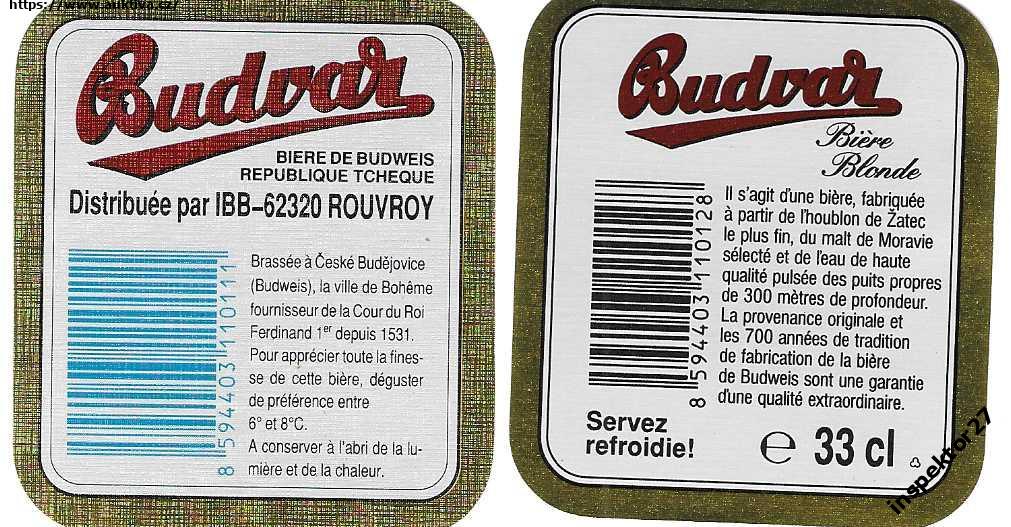 https://www.aukciva.cz/
Budvar
BIERE DE BUDWEIS
REPUBLIQUE TCHEQUE
Distribuée par IBB–62320 ROUVROY
8 594403 110111
Brassée à České Budějovice
(Budweis), la ville de Bohême
fournisseur de la Cour du Roi
Ferdinand 1er depuis 1531.
Pour apprécier toute la fines-
se de cette bière, déguster
de préférence entre
6° et 8°C.
A conserver à l'abri de la lu-
mière et de la chaleur.
Budvar
Bière
Blonde
8 594403 110128
Il s'agit d'une bière, fabriquée
à partir de l'houblon de Žatec
le plus fin, du malt de Moravie
sélecté et de l'eau de haute
qualité pulsée des puits propres
de 300 mètres de profondeur.
La provenance originale et
les 700 années de tradition
de fabrication de la bière
de Budweis sont une garantie
d'une qualité extraordinaire.
Servez
refroidie!
℮ 33 cl
inspektor27